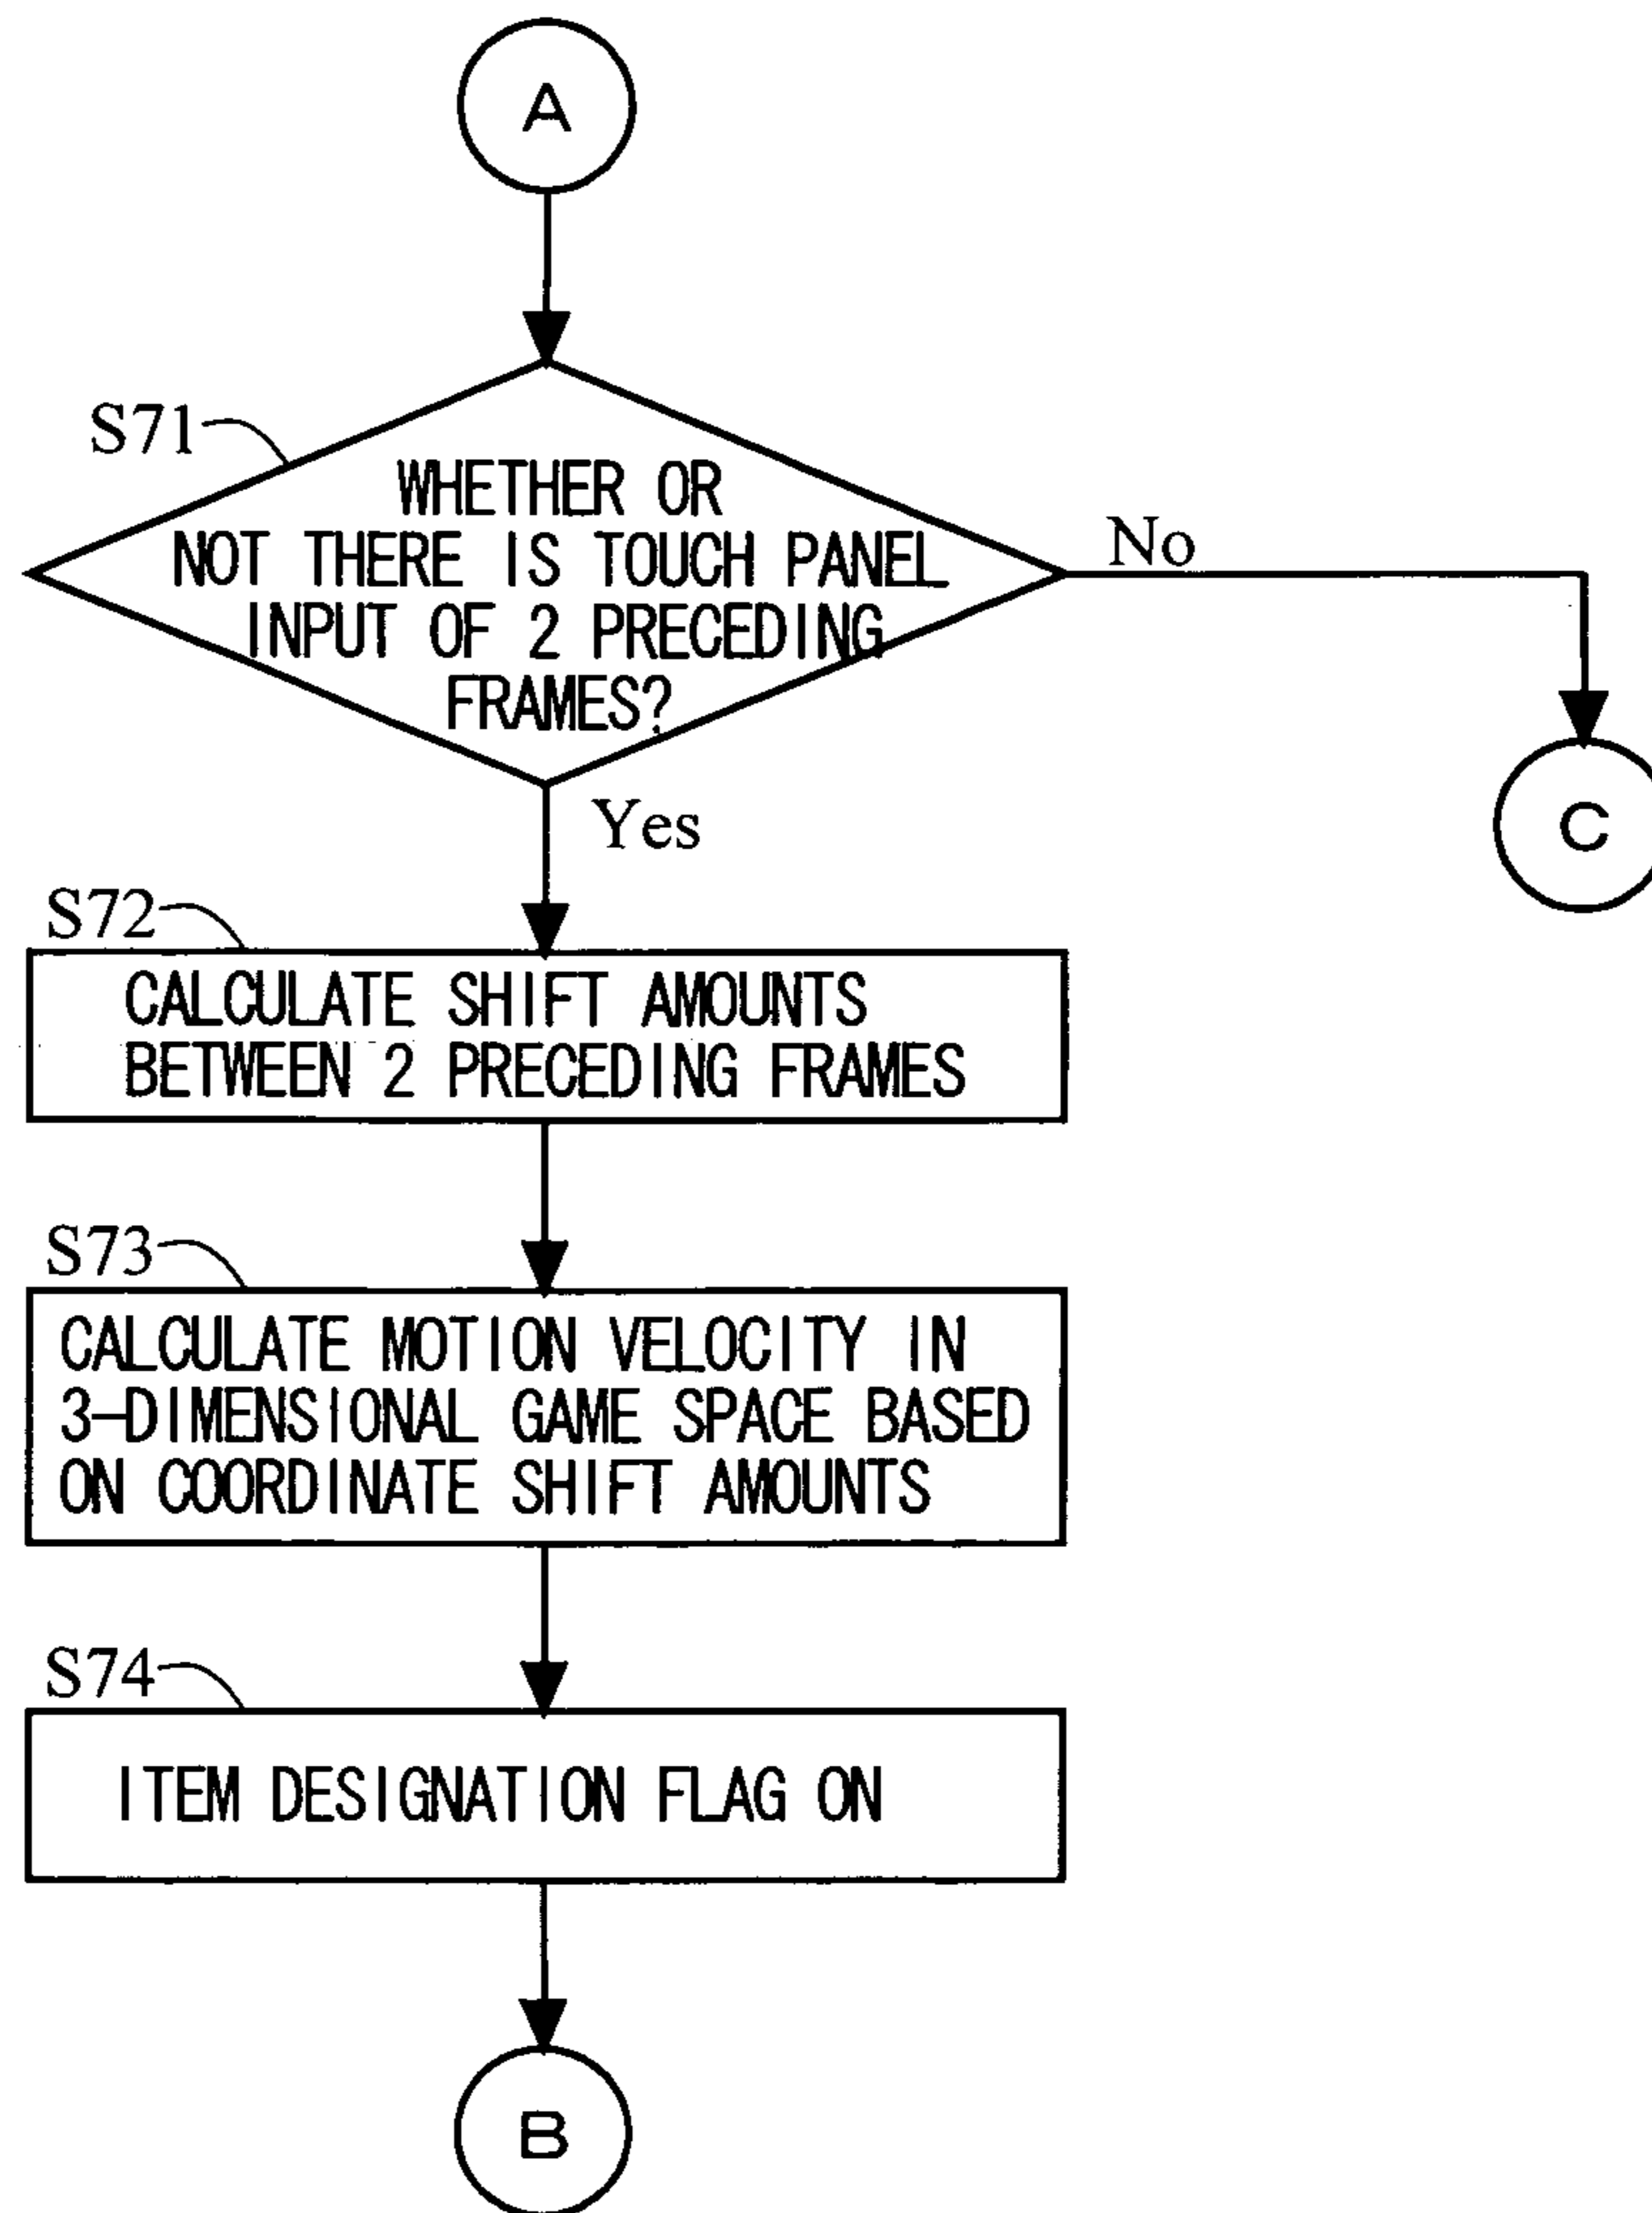 A
S71
WHETHER OR
NOT THERE IS TOUCH PANEL
INPUT OF 2 PRECEDING
FRAMES?
No
Yes
C
S72
CALCULATE SHIFT AMOUNTS
BETWEEN 2 PRECEDING FRAMES
S73
CALCULATE MOTION VELOCITY IN
3-DIMENSIONAL GAME SPACE BASED
ON COORDINATE SHIFT AMOUNTS
S74
ITEM DESIGNATION FLAG ON
B